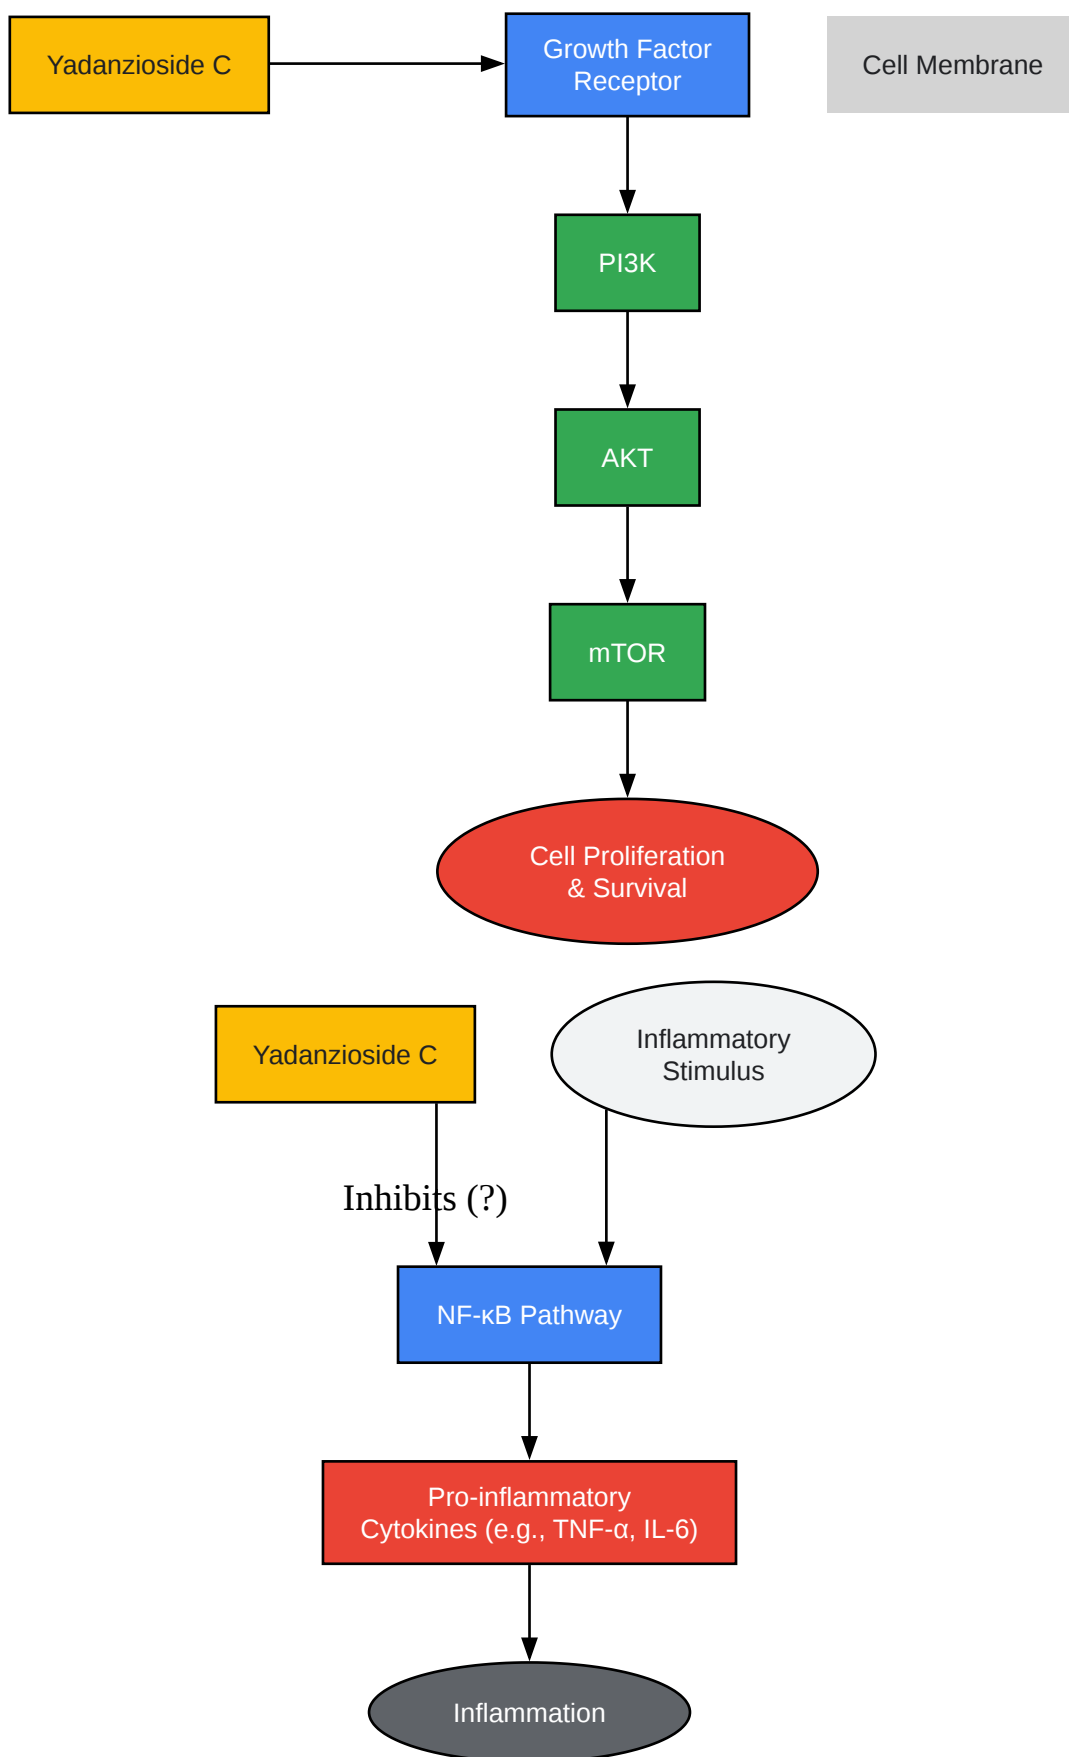 Yadanzioside C
Growth Factor
Receptor
Cell Membrane
PI3K
AKT
mTOR
Cell Proliferation
& Survival
Yadanzioside C
Inflammatory
Stimulus
Inhibits (?)
NF-κB Pathway
Pro-inflammatory
Cytokines (e.g., TNF-α, IL-6)
Inflammation